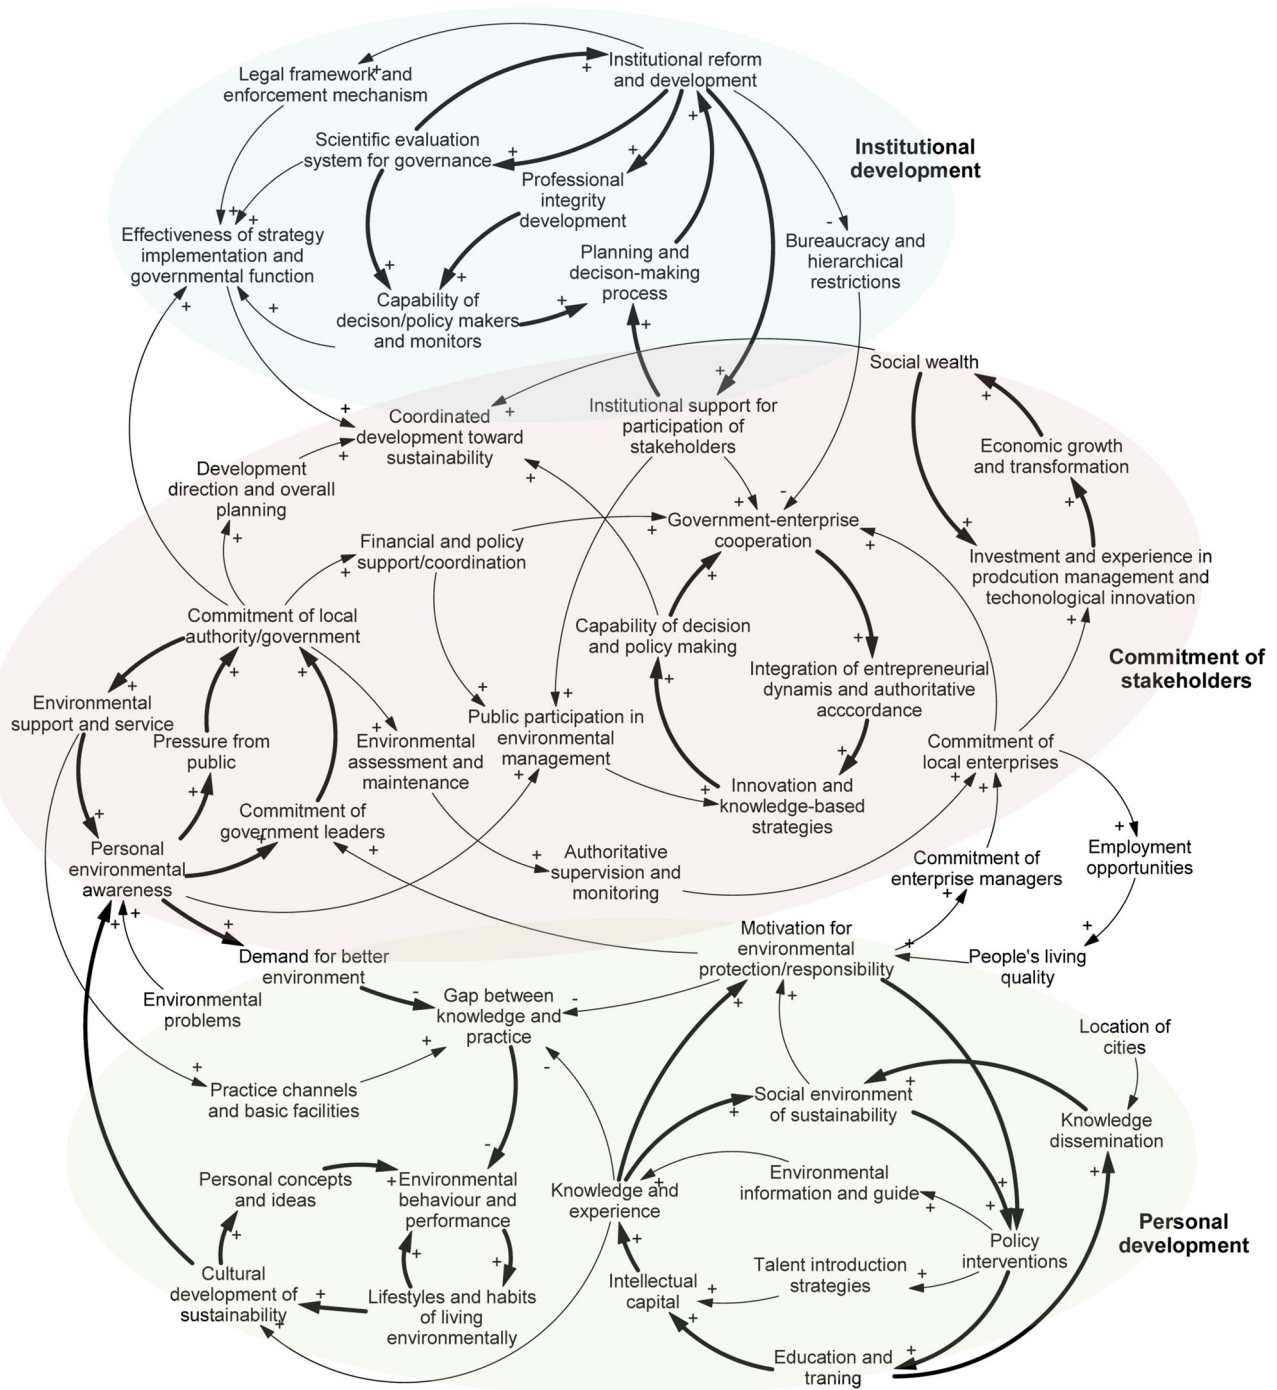 Institutional reform
and development
Legal framework and
enforcement mechanism
Scientific evaluation
system for governance
Institutional
development
Professional
integrity
development
Effectiveness of strategy
implementation and
governmental function
Planning and
decison-making
process
Bureaucracy and
hierarchical
restrictions
Capability of
decison/policy makers
and monitors
Social wealth
Coordinated
development toward
sustainability
Institutional support for
participation of
stakeholders
Economic growth
and transformation
Development
direction and overall
planning
Government-enterprise
cooperation
Financial and policy
support/coordination
Investment and experience in
prodcution management and
techonological innovation
Commitment of local
authority/government
Capability of decision
and policy making
Integration of entrepreneurial
dynamis and authoritative
acccordance
Commitment of
stakeholders
Environmental
support and service
Pressure from
public
Environmental
assessment and
maintenance
Public participation in
environmental
management
Commitment of
local enterprises
Innovation and
knowledge-based
strategies
Commitment of
government leaders
Personal
environmental
awareness
Authoritative
supervision and
monitoring
Commitment of
enterprise managers
Employment
opportunities
Demand for better
environment
Motivation for
environmental
protection/responsibility
People's living
quality
Environmental
problems
Gap between
knowledge and
practice
Location of
cities
Practice channels
and basic facilities
Social environment
of sustainability
Knowledge
dissemination
Personal concepts
and ideas
Environmental
behaviour and
performance
Knowledge and
experience
Environmental
information and guide
Policy
interventions
Personal
development
Cultural
development of
sustainability
Lifestyles and habits
of living
environmentally
Intellectual
capital
Talent introduction
strategies
Education and
traning